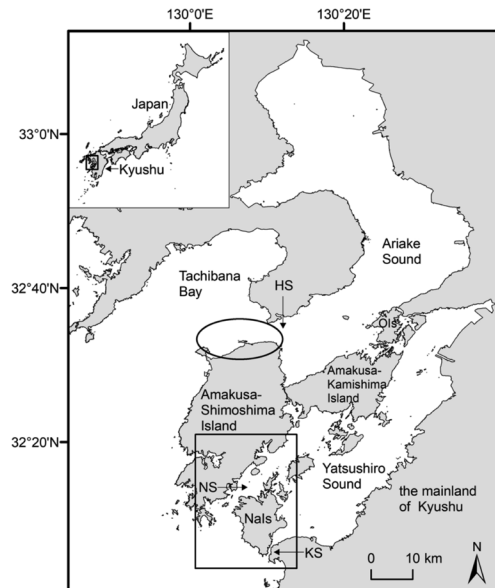 130°0'E
130°20'E
Japan
Kyushu
33°0'N
Ariake
Sound
Tachibana
Bay
HS
32°40'N
OIs
Amakusa-
Kamishima
Island
Amakusa-
Shimoshima
Island
32°20'N
Yatsushiro
Sound
NS
the mainland
of Kyushu
NaIs
KS
0
10 km
N